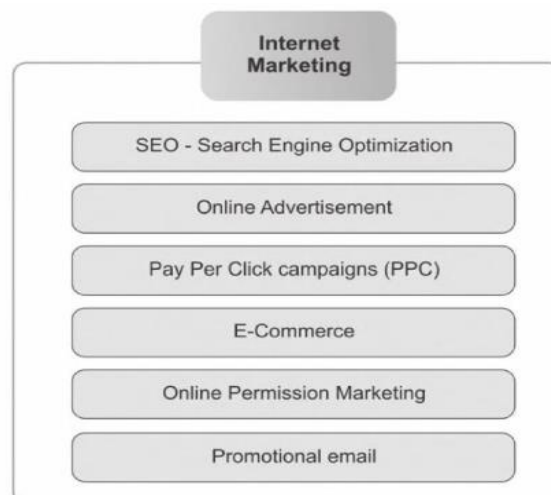 Internet
Marketing
SEO - Search Engine Optimization
Online Advertisement
Pay Per Click campaigns (PPC)
E-Commerce
Online Permission Marketing
Promotional email